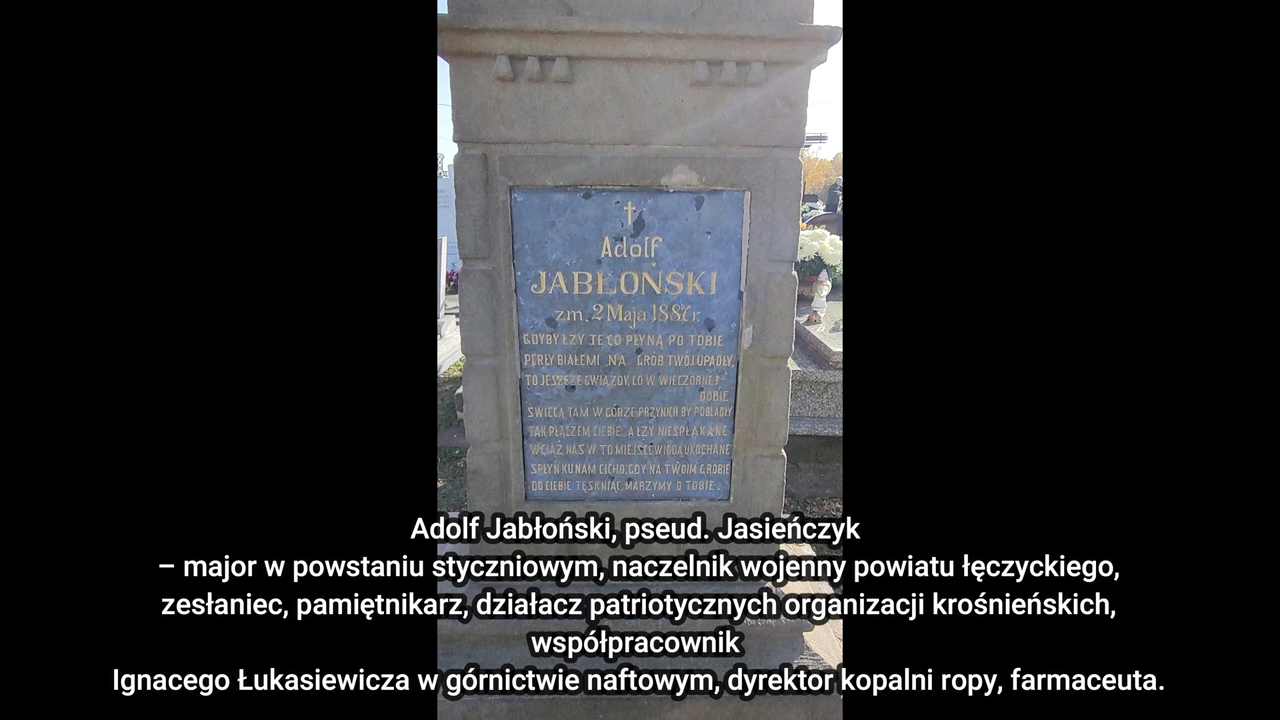 †
Adolf
JABŁOŃSKI
zm. 2 Maja 1887 r.
GDYBY ŁZY TE CO PŁYNĄ PO TOBIE
PERŁY BIAŁEMI NA GRÓB TWÓJ UPADŁY,
TO JESZEZE GWIAZDY, CO W WIECZORNEJ
DOBIE
ŚWIECĄ TAM W GÓRZE PRZYNICH BY POBLADŁY
TAK PŁACZEM CIEBIE... A ŁZY NIESPŁAKANE
WCIĄŻ NAS W TO MIEJSCE WIODĄ UKOCHANE
SPŁYŃ KU NAM CICHO, GDY NA TWOIM GROBIE
DO CIEBIE TĘSKNIĄC, MARZYMY O TOBIE.
Adolf Jabłoński, pseud. Jasieńczyk
– major w powstaniu styczniowym, naczelnik wojenny powiatu łęczyckiego,
zesłaniec, pamiętnikarz, działacz patriotycznych organizacji krośnieńskich,
współpracownik
Ignacego Łukasiewicza w górnictwie naftowym, dyrektor kopalni ropy, farmaceuta.